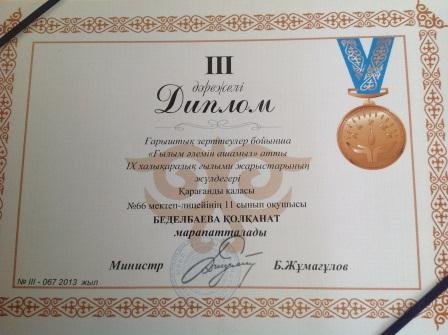 III
дәрежелі
Диплом
Ғарыштық зерттеулер бойынша
«Ғылым әлемін ашамыз» атты
IX халықаралық ғылыми жарыстарының
жүлдегері
Қарағанды қаласы
№66 мектеп-лицейінің 11 сынып оқушысы
БЕДЕЛБАЕВА ҚОЛҚАНАТ
марапатталады
Министр Б.Жұмағұлов
№ III - 067 2013 жыл